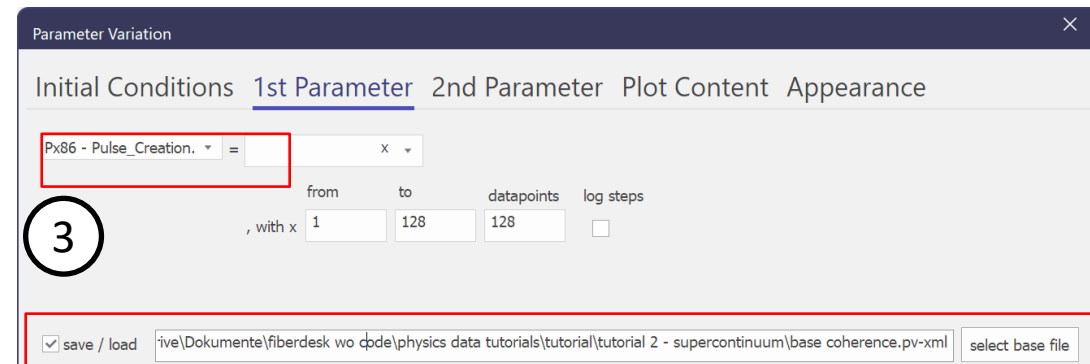 Parameter Variation
Initial Conditions 1st Parameter 2nd Parameter Plot Content Appearance
Px86 - Pulse_Creation. = x
from to datapoints log steps
, with x 1 128 128
3
save / load 'ive\Dokumente\fiberdesk wo code\physics data tutorials\tutorial\tutorial 2 - supercontinuum\base coherence.pv-xml select base file